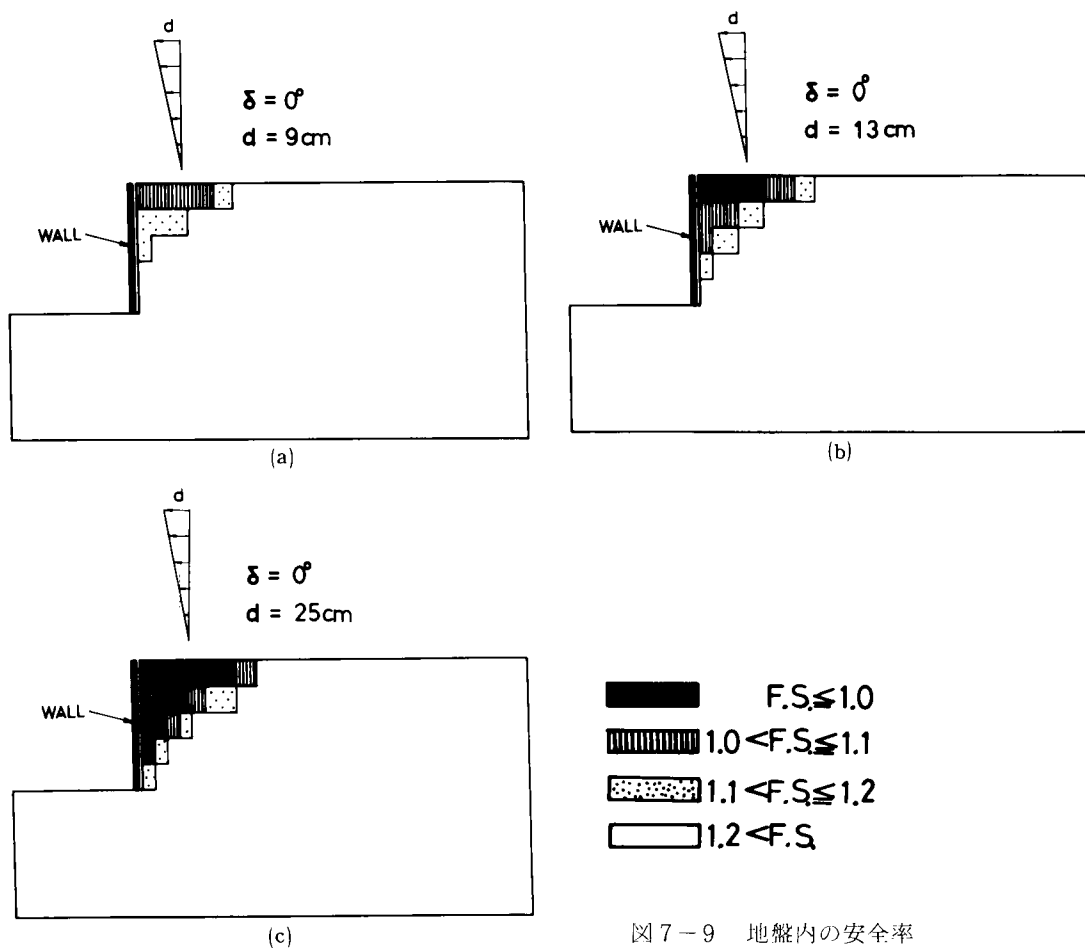 d
δ = 0°
d = 9cm
WALL
(a)
d
δ = 0°
d = 13cm
WALL
(b)
d
δ = 0°
d = 25cm
WALL
(c)
F.S.≦1.0
1.0<F.S.≦1.1
1.1<F.S.≦1.2
1.2<F.S.
図7-9 地盤内の安全率